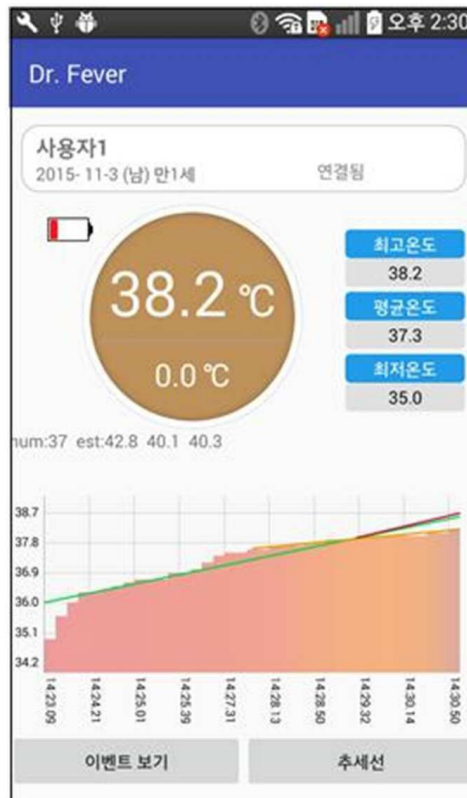 오후 2:30
Dr. Fever
사용자1
2015- 11-3 (남) 만1세
연결됨
38.2 ℃
0.0 ℃
최고온도
38.2
평균온도
37.3
최저온도
35.0
num:37 est:42.8 40.1 40.3
38.7
37.8
36.9
36.0
35.1
34.2
14:23.09
14:24.21
14:25.01
14:25.39
14:27.31
14:28.13
14:28.50
14:29.32
14:30.14
14:30.50
이벤트 보기
추세선